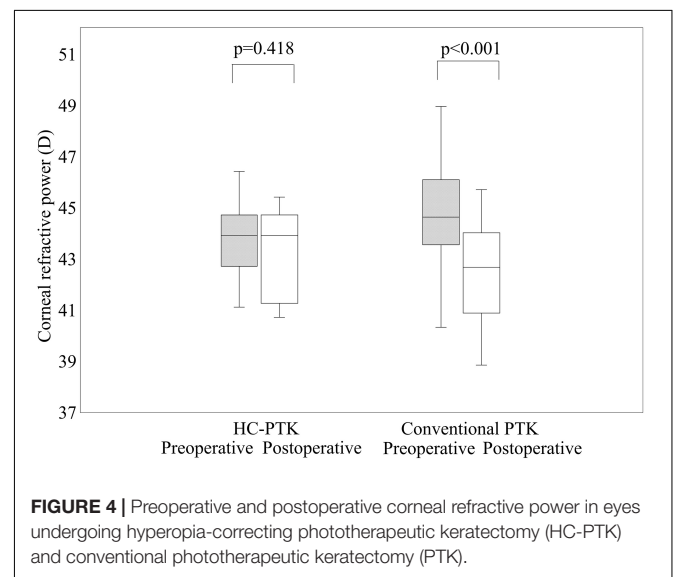 51
49
47
45
43
41
39
37
Corneal refractive power (D)
p=0.418
p<0.001
HC-PTK
Preoperative Postoperative
Conventional PTK
Preoperative Postoperative
FIGURE 4 | Preoperative and postoperative corneal refractive power in eyes
undergoing hyperopia-correcting phototherapeutic keratectomy (HC-PTK)
and conventional phototherapeutic keratectomy (PTK).